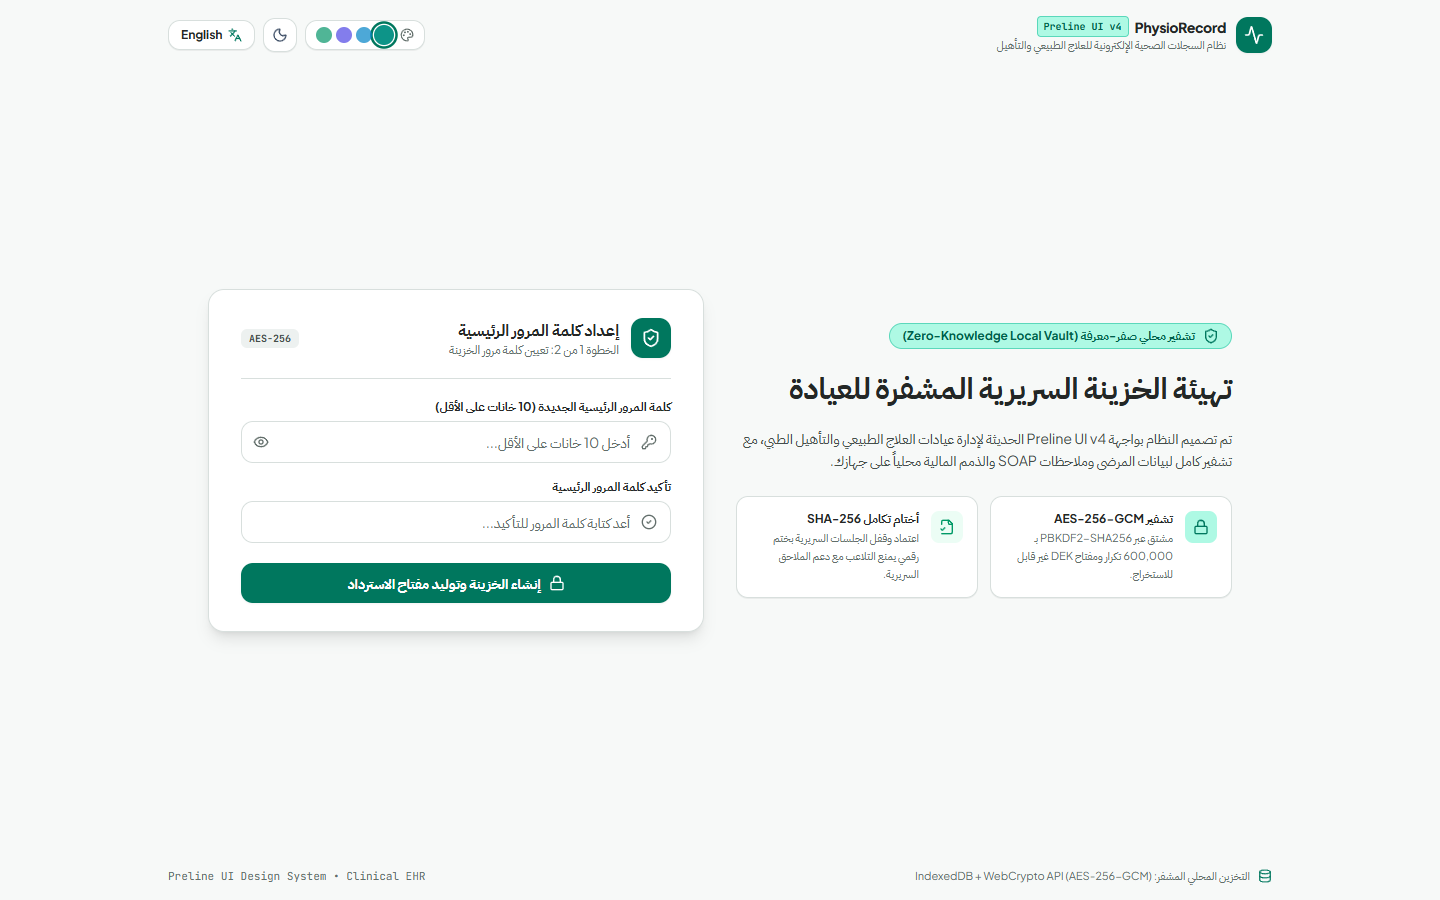 PhysioRecord Preline UI v4
نظام السجلات الصحية الإلكترونية للعلاج الطبيعي والتأهيل
English
تشفير محلي صفر-معرفة (Zero-Knowledge Local Vault)
تهيئة الخزينة السريرية المشفرة للعيادة
تم تصميم النظام بواجهة Preline UI v4 الحديثة لإدارة عيادات العلاج الطبيعي والتأهيل الطبي، مع
تشفير كامل لبيانات المرضى وملاحظات SOAP والذمم المالية محلياً على جهازك.
تشفير AES-256-GCM
مشتق عبر PBKDF2-SHA256 بـ
600,000 تكرار ومفتاح DEK غير قابل
للاستخراج.
أختام تكامل SHA-256
اعتماد وقفل الجلسات السريرية بختم
رقمي يمنع التلاعب مع دعم الملاحق
السريرية.
إعداد كلمة المرور الرئيسية
الخطوة 1 من 2: تعيين كلمة مرور الخزينة
AES-256
كلمة المرور الرئيسية الجديدة (10 خانات على الأقل)
أدخل 10 خانات على الأقل...
تأكيد كلمة المرور الرئيسية
أعد كتابة كلمة المرور للتأكيد...
إنشاء الخزينة وتوليد مفتاح الاسترداد
التخزين المحلي المشفر: IndexedDB + WebCrypto API (AES-256-GCM)
Preline UI Design System • Clinical EHR